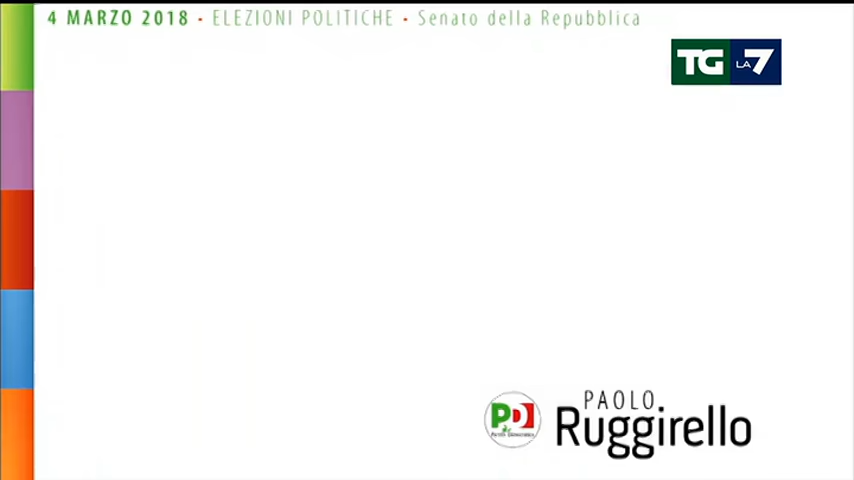 4 MARZO 2018 • ELEZIONI POLITICHE • Senato della Repubblica
TG LA 7
PAOLO
PD
Ruggirello